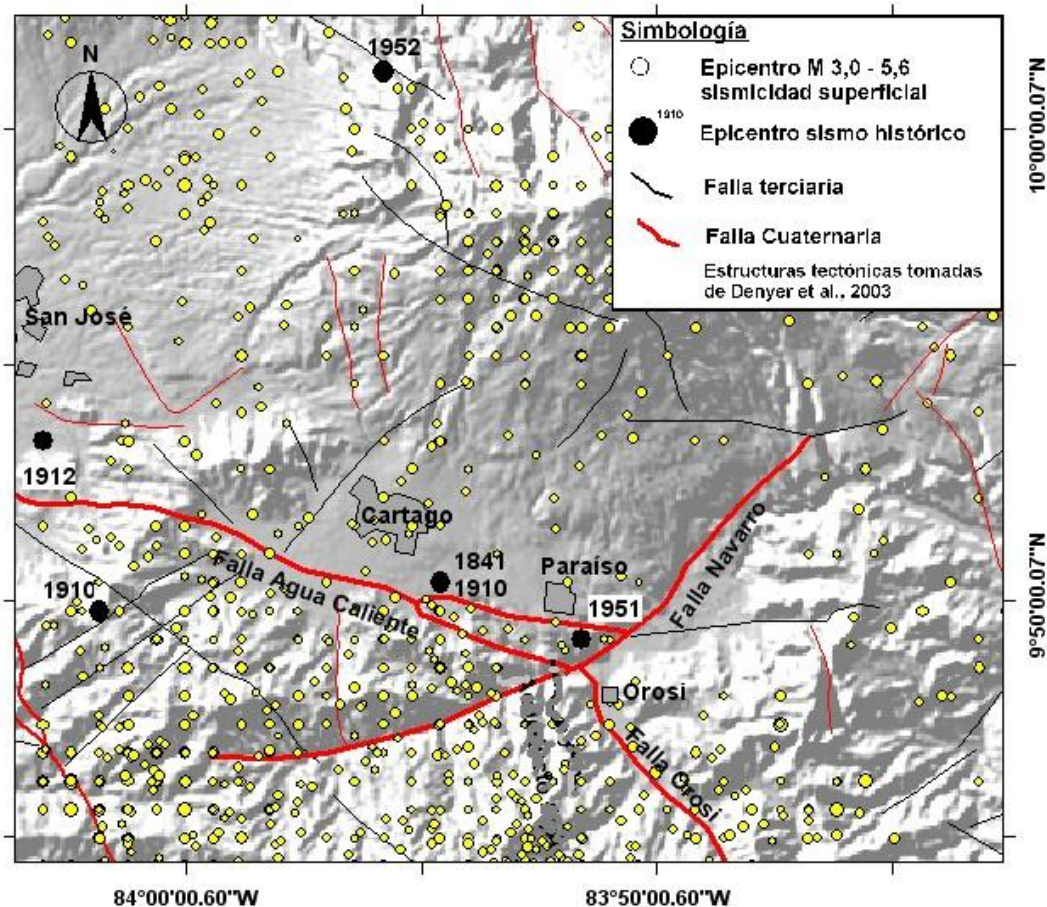 N
1952
Simbología
Epicentro M 3,0 - 5,6
sismicidad superficial
1910
Epicentro sismo histórico
Falla terciaria
Falla Cuaternaria
Estructuras tectónicas tomadas
de Denyer et al., 2003
10°00'00.00"N
San José
1912
Cartago
Falla Agua Caliente
1841
1910
Paraíso
1951
Falla Navarro
1910
Orosi
Falla Orosi
9°50'00.07"N
84°00'00.60"W
83°50'00.60"W